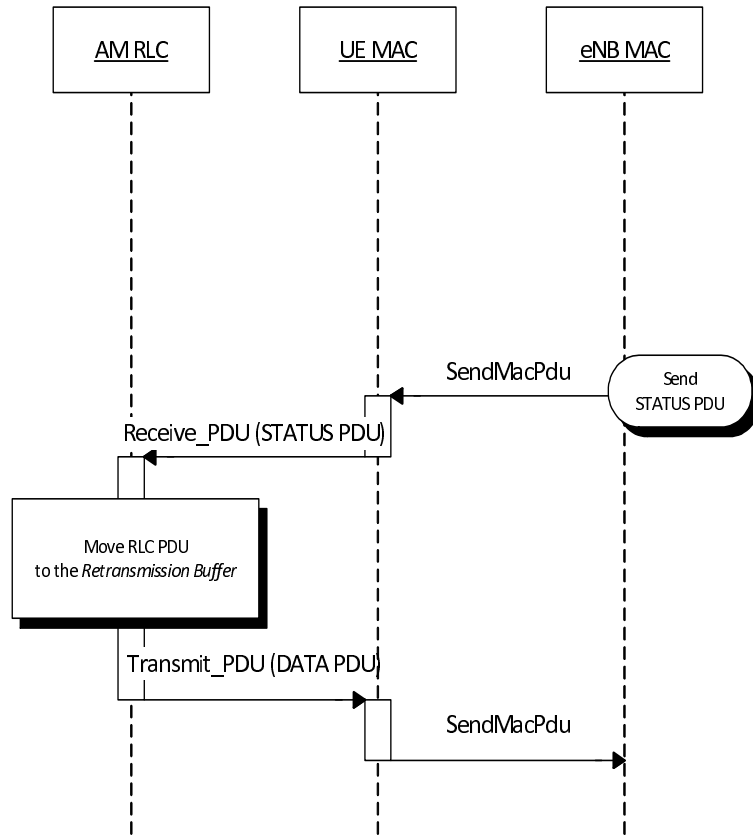 AM RLC
UE MAC
eNB MAC
SendMacPdu
Send
STATUS PDU
Receive_PDU (STATUS PDU)
Move RLC PDU
to the Retransmission Buffer
Transmit_PDU (DATA PDU)
SendMacPdu